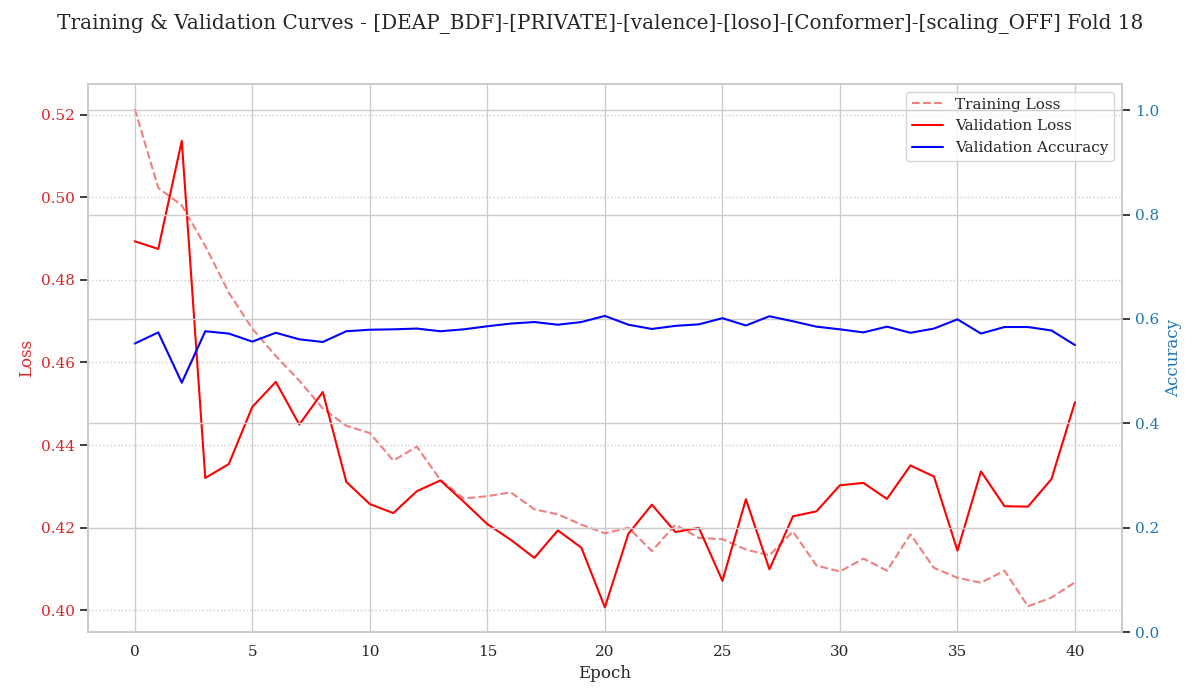 Training & Validation Curves - [DEAP_BDF]-[PRIVATE]-[valence]-[loso]-[Conformer]-[scaling_OFF] Fold 18
Training Loss
Validation Loss
Validation Accuracy
0.52
0.50
0.48
0.46
0.44
0.42
0.40
Loss
1.0
0.8
0.6
0.4
0.2
0.0
Accuracy
0 5 10 15 20 25 30 35 40
Epoch